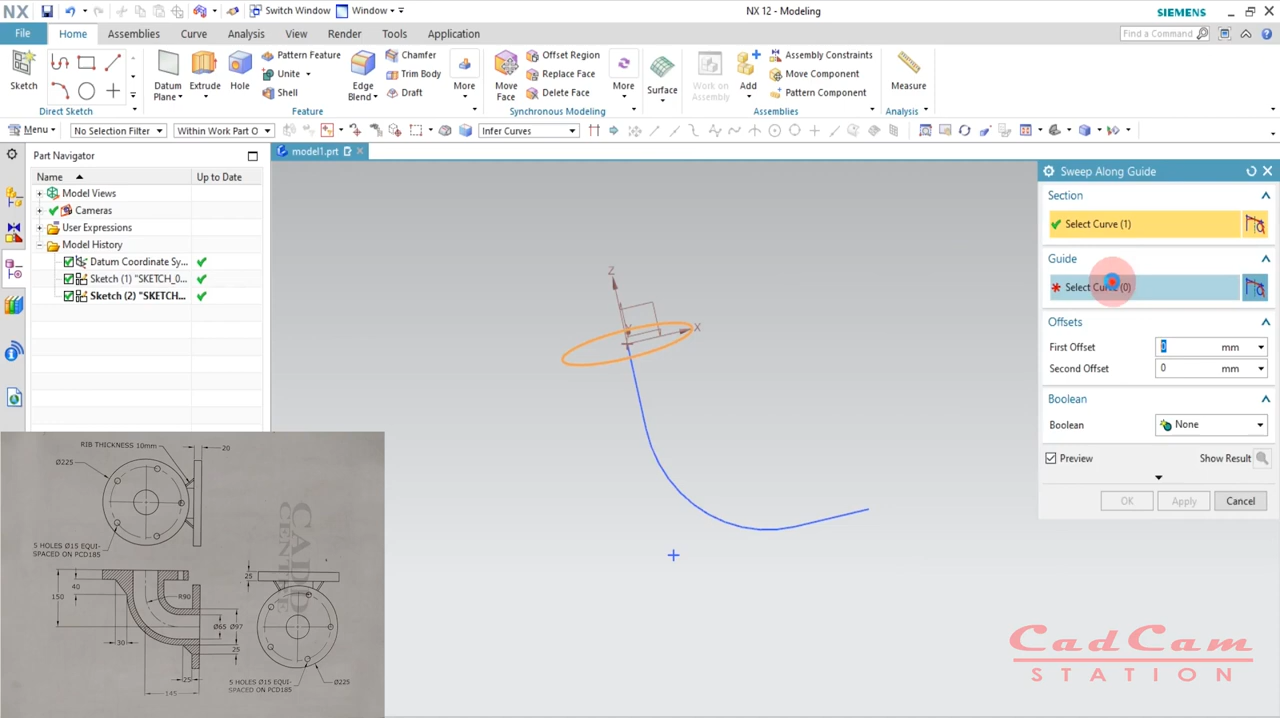 NX
Switch Window
Window
NX 12 - Modeling
SIEMENS
File
Home
Assemblies
Curve
Analysis
View
Render
Tools
Application
Find a Command
Sketch
Direct Sketch
Datum Plane
Extrude
Hole
Pattern Feature
Unite
Shell
Edge Blend
Chamfer
Trim Body
Draft
More
Feature
Move Face
Offset Region
Replace Face
Delete Face
More
Synchronous Modeling
Surface
Work on Assembly
Add
Assembly Constraints
Move Component
Pattern Component
Assemblies
Measure
Analysis
Menu
No Selection Filter
Within Work Part O
Infer Curves
Part Navigator
model1.prt
Name
Up to Date
Model Views
Cameras
User Expressions
Model History
Datum Coordinate Sy...
Sketch (1) "SKETCH_0...
Sketch (2) "SKETCH...
Z
X
Sweep Along Guide
Section
Select Curve (1)
Guide
Select Curve (0)
Offsets
First Offset
0
mm
Second Offset
0
mm
Boolean
Boolean
None
Preview
Show Result
OK
Apply
Cancel
RIB THICKNESS 10mm
20
Ø225
5 HOLES Ø15 EQUI-
SPACED ON PCD185
CADD
CENTRE
25
40
150
R90
Ø65
Ø97
30
25
25
145
5 HOLES Ø15 EQUI-
SPACED ON PCD185
Ø225
CadCam
STATION